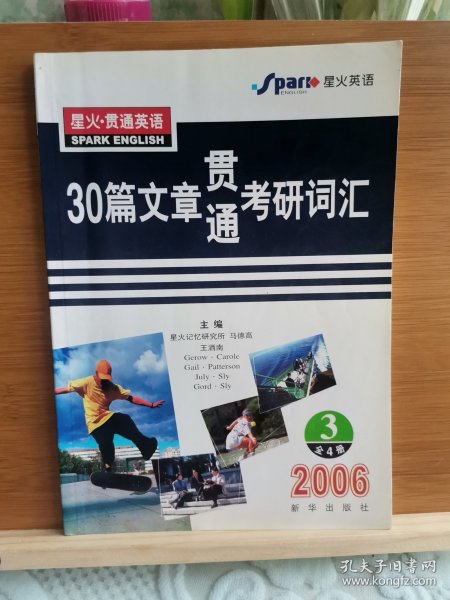 Spark
ENGLISH
星火英语
星火·贯通英语
SPARK ENGLISH
30篇文章贯通考研词汇
主编
星火记忆研究所 马德高
王酒南
Gerow·Carole
Gail·Patterson
July·Sly
Gord·Sly
3
全4册
2006
新华出版社
孔夫子旧书网
www.kongfz.com